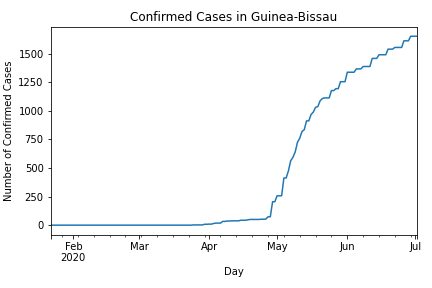 Confirmed Cases in Guinea-Bissau
Number of Confirmed Cases
1500
1250
1000
750
500
250
0
Feb
2020
Mar
Apr
May
Jun
Jul
Day